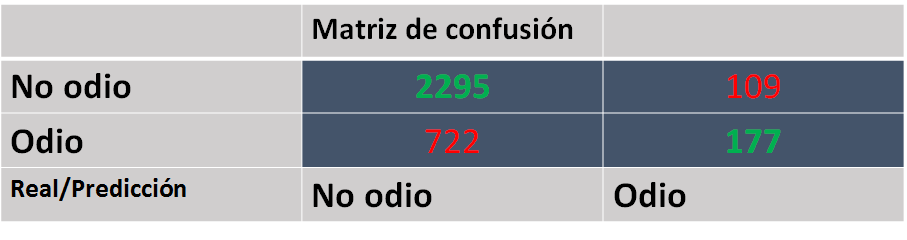 Matriz de confusión
No odio 2295 109
Odio 722 177
Real/Predicción No odio Odio